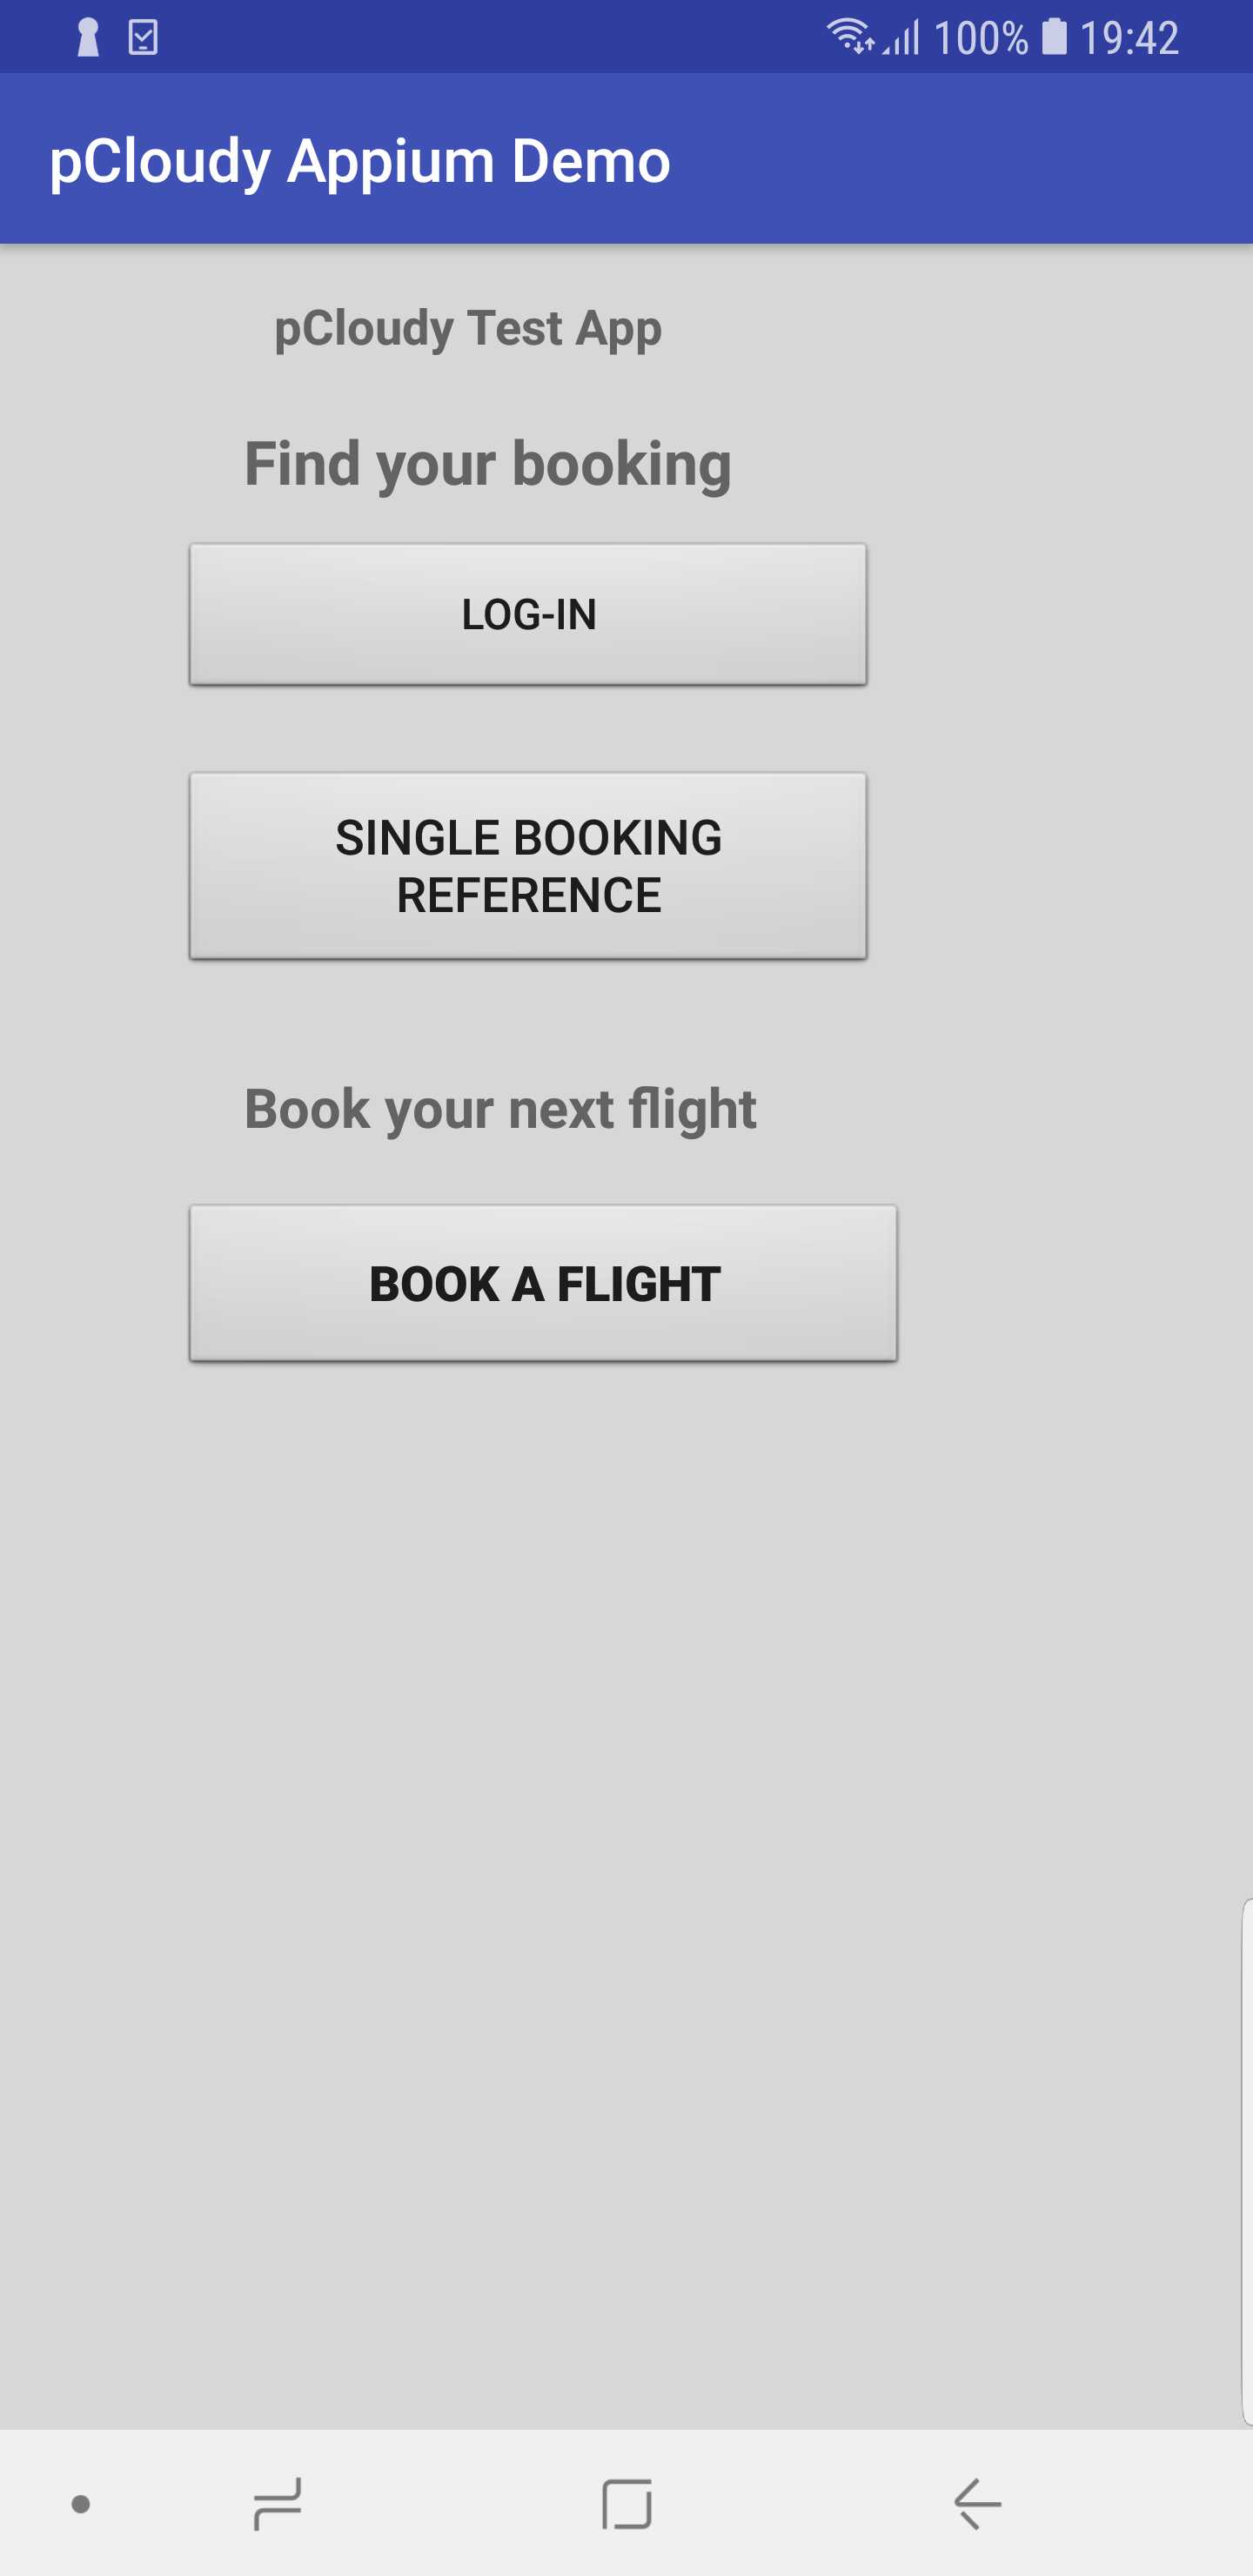 100% 19:42
pCloudy Appium Demo
pCloudy Test App
Find your booking
LOG-IN
SINGLE BOOKING
REFERENCE
Book your next flight
BOOK A FLIGHT